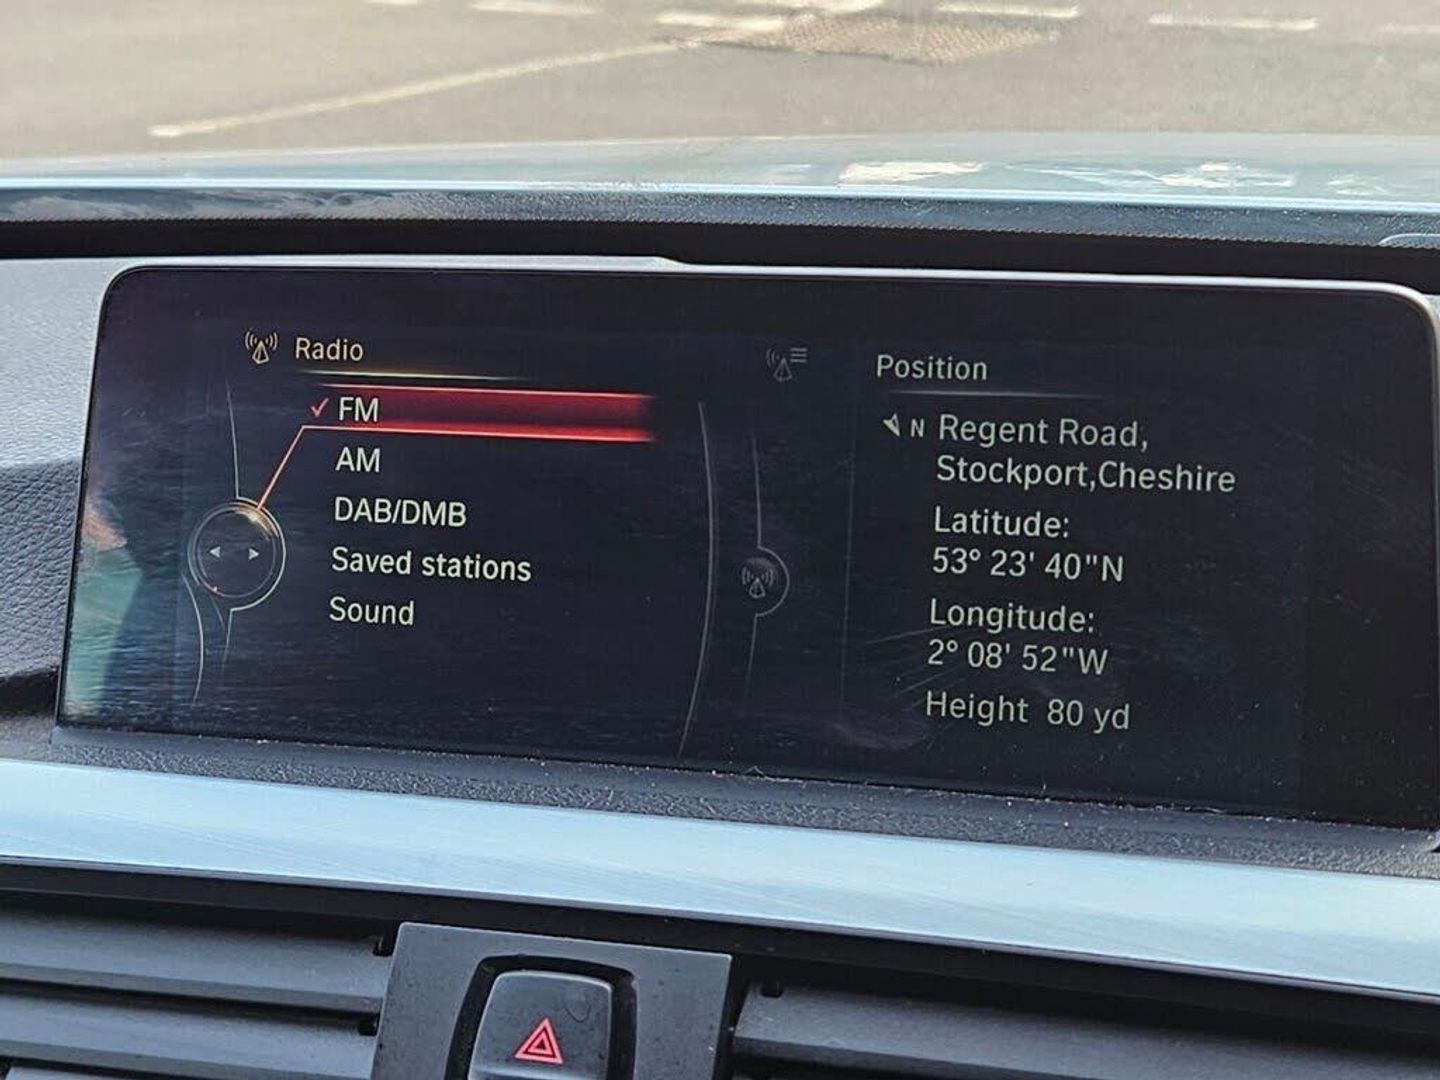 Radio
✓ FM
AM
DAB/DMB
Saved stations
Sound
Position
N Regent Road,
Stockport,Cheshire
Latitude:
53° 23' 40"N
Longitude:
2° 08' 52"W
Height 80 yd